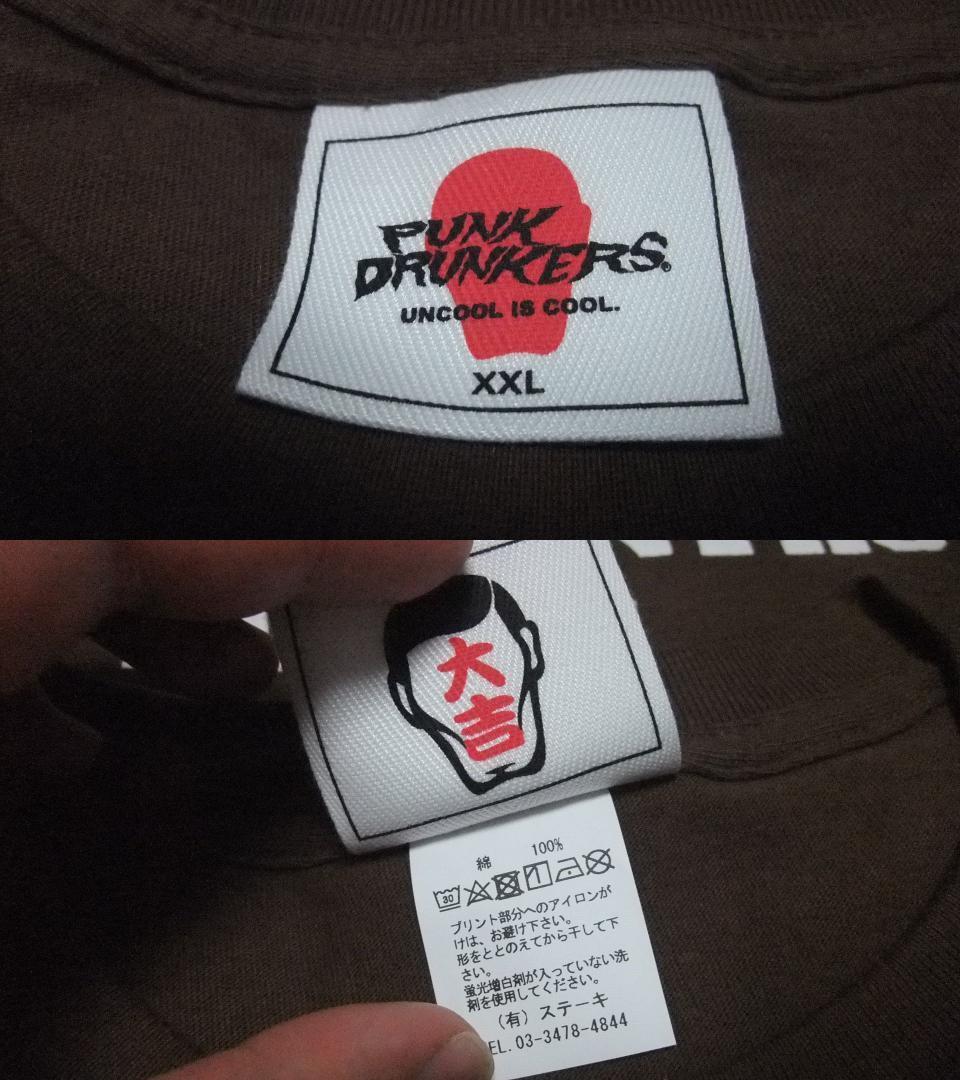 PUNK
DRUNKERS®
UNCOOL IS COOL.
XXL
大
吉
綿 100%
30
プリント部分へのアイロンが
けは、お避け下さい。
形をととのえてから干して下
さい。
蛍光増白剤が入っていない洗
剤を使用してください。
（有）ステーキ
EL. 03-3478-4844